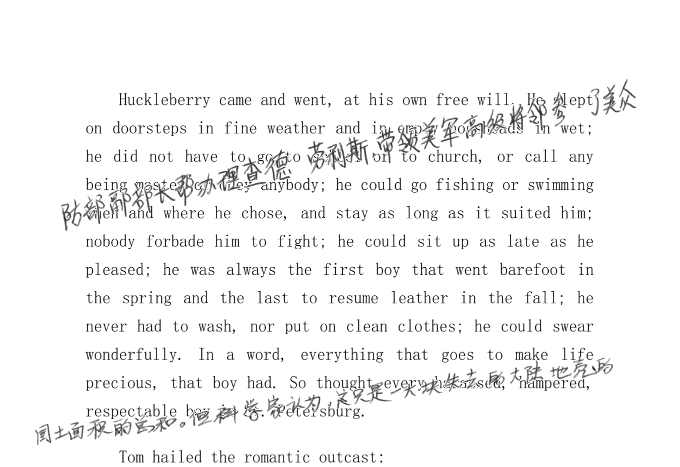 Huckleberry came and went, at his own free will. He slept
on doorsteps in fine weather and in empty hogsheads in wet;
he did not have to go to school or to church, or call any
being master or obey anybody; he could go fishing or swimming
when and where he chose, and stay as long as it suited him;
nobody forbade him to fight; he could sit up as late as he
pleased; he was always the first boy that went barefoot in
the spring and the last to resume leather in the fall; he
never had to wash, nor put on clean clothes; he could swear
wonderfully. In a word, everything that goes to make life
precious, that boy had. So thought every harassed, hampered,
respectable boy in St. Petersburg.
Tom hailed the romantic outcast:
防部副部长帮办理查德 劳利斯 带领美军高级将领参 了美众
国土面积的总和。但科学家认为,这只是一大块失去的大陆地壳的